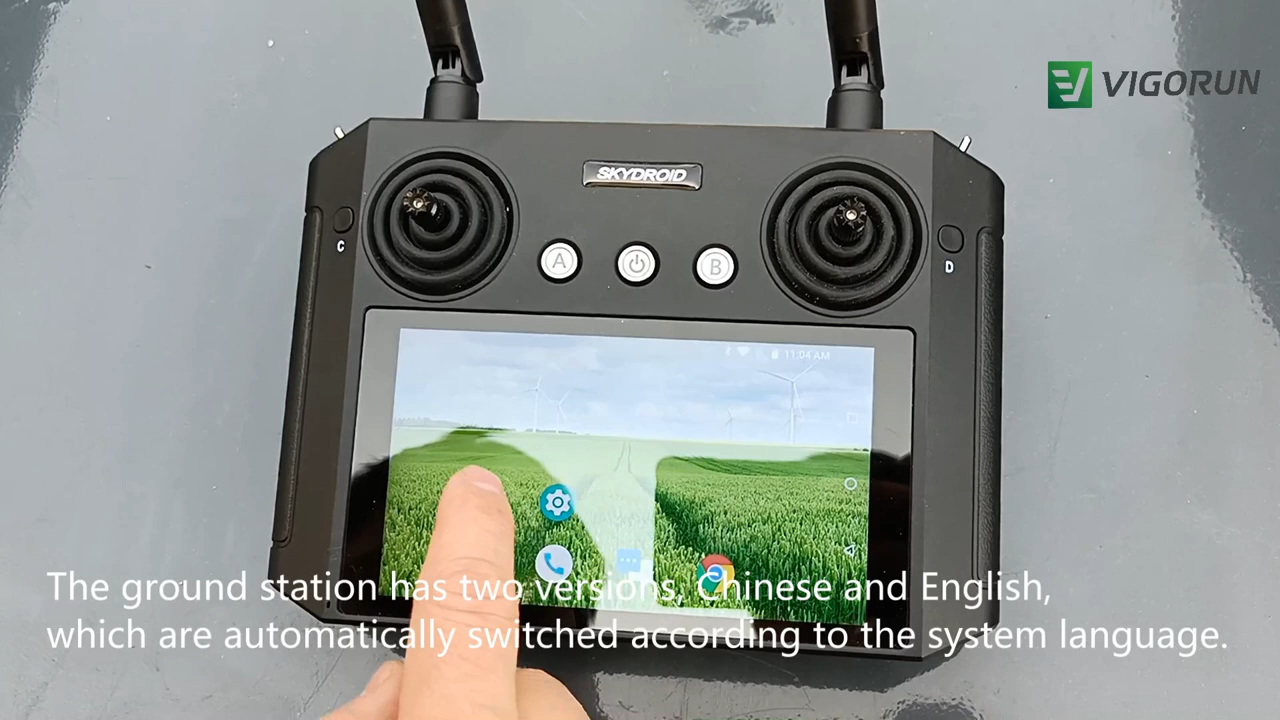 VIGORUN
SKYDROID
C
A
B
D
11:04 AM
The ground station has two versions, Chinese and English,
which are automatically switched according to the system language.